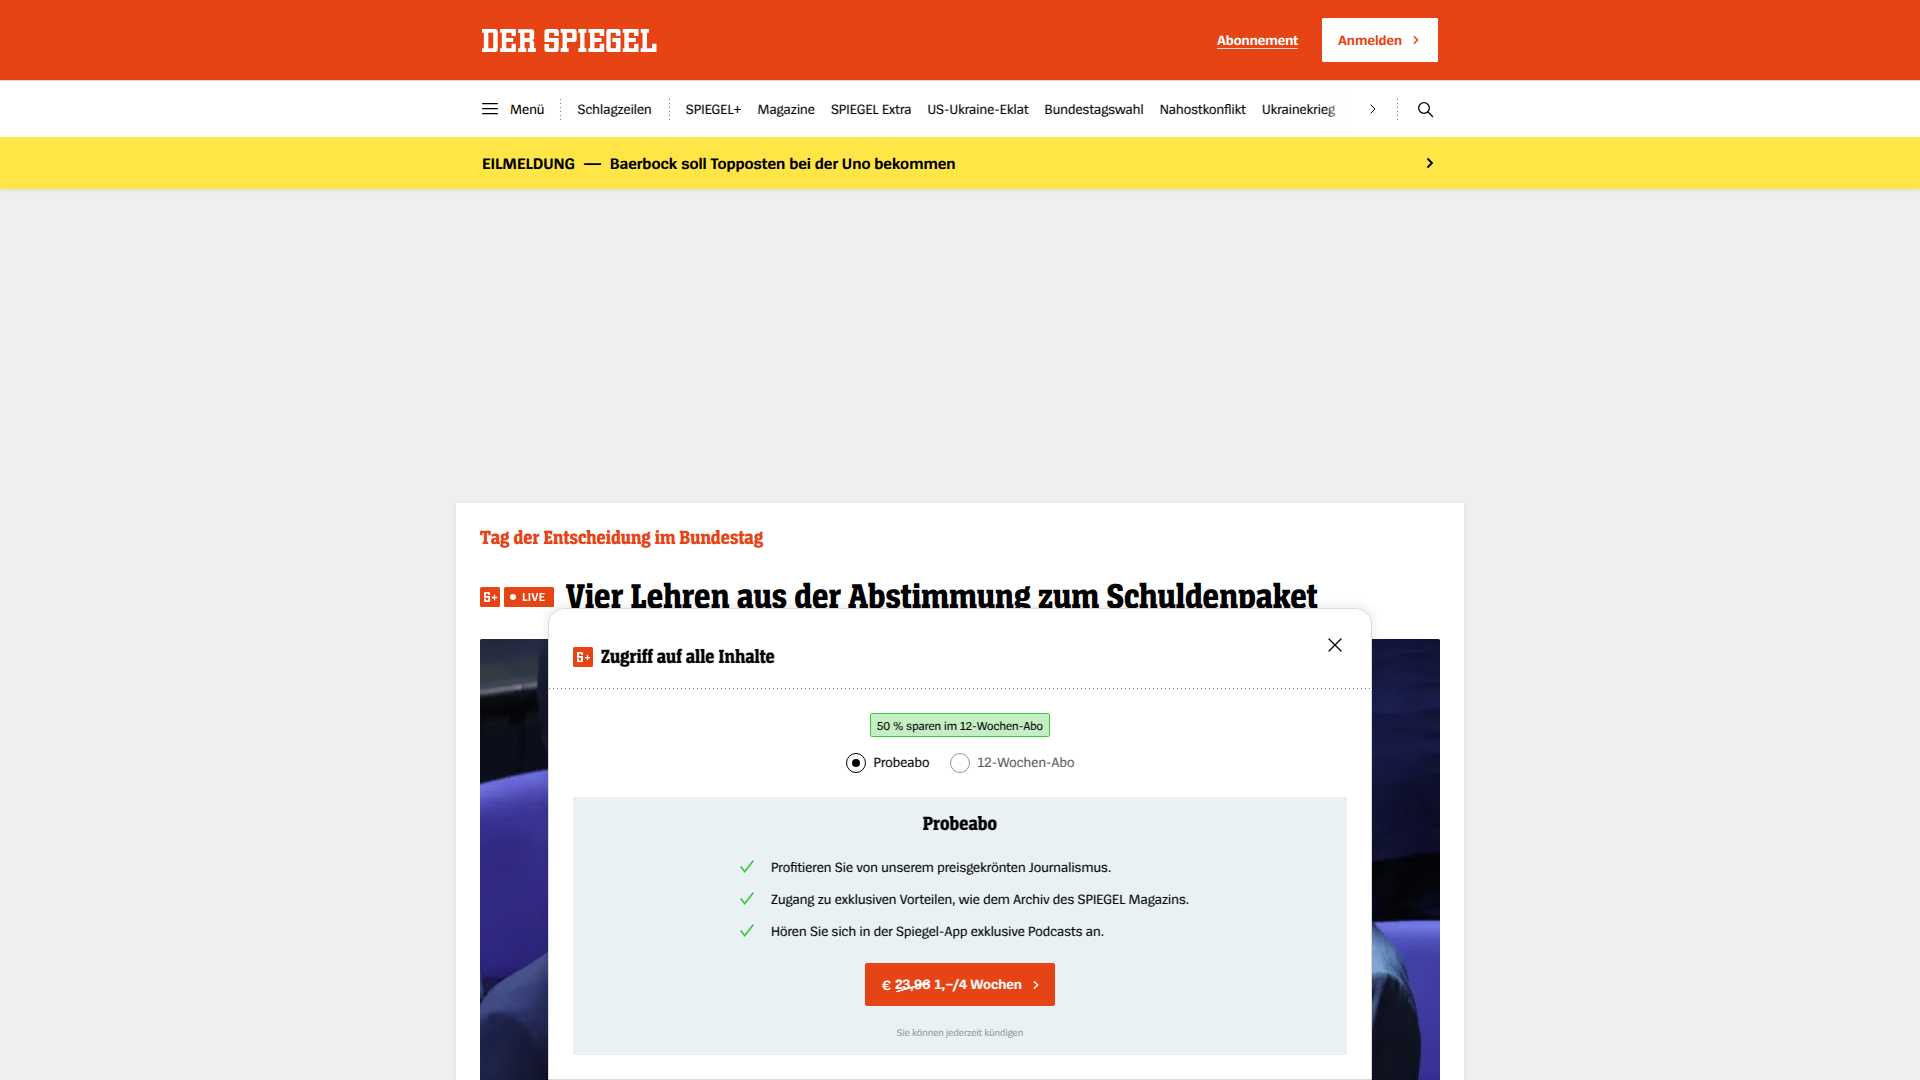 DER SPIEGEL
Abonnement
Anmelden
Menü
Schlagzeilen
SPIEGEL+
Magazine
SPIEGEL Extra
US-Ukraine-Eklat
Bundestagswahl
Nahostkonflikt
Ukrainekrieg
EILMELDUNG — Baerbock soll Topposten bei der Uno bekommen
Tag der Entscheidung im Bundestag
S+ LIVE Vier Lehren aus der Abstimmung zum Schuldenpaket
S+ Zugriff auf alle Inhalte
50 % sparen im 12-Wochen-Abo
Probeabo
12-Wochen-Abo
Probeabo
Profitieren Sie von unserem preisgekrönten Journalismus.
Zugang zu exklusiven Vorteilen, wie dem Archiv des SPIEGEL Magazins.
Hören Sie sich in der Spiegel-App exklusive Podcasts an.
€ 23,96 1,–/4 Wochen
Sie können jederzeit kündigen